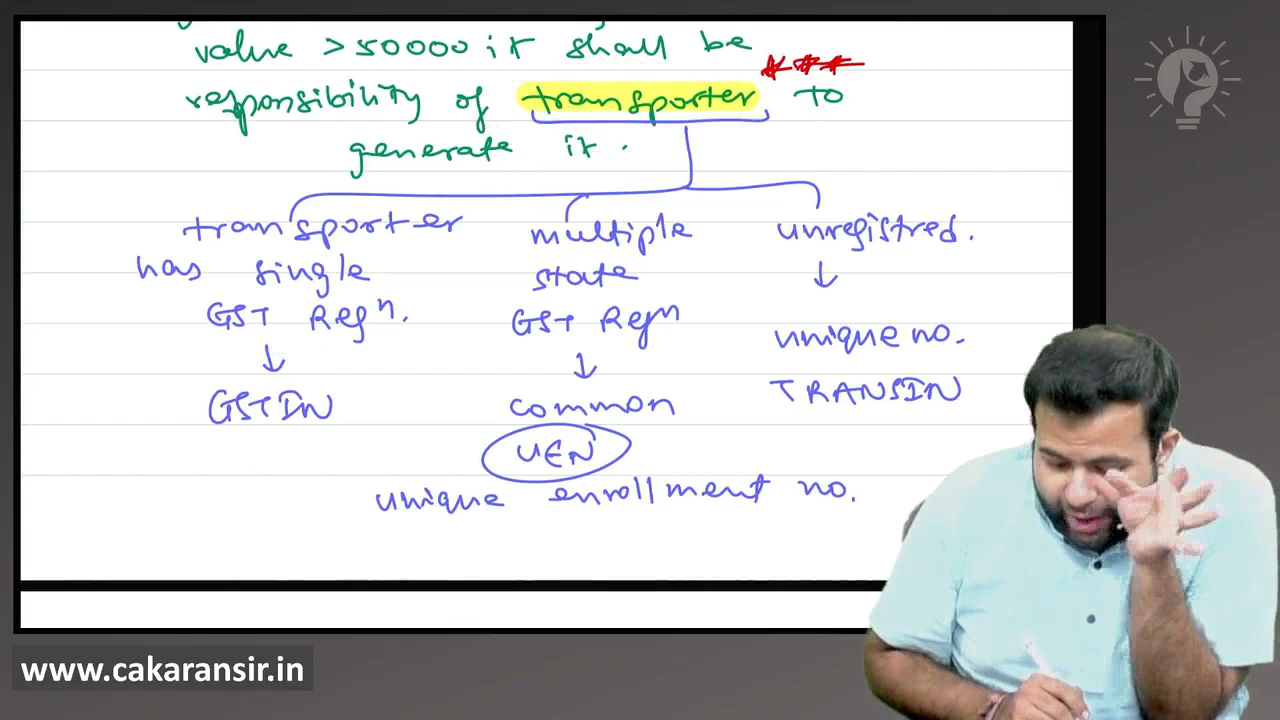 value > 50000 it shall be
responsibility of transporter to
generate it.
transporter
has single
GST Regn.
↓
GSTIN
multiple
state
GST Regn
↓
common
UEN
unique enrollment no.
unregistred.
↓
unique no.
TRANSIN
www.cakaransir.in